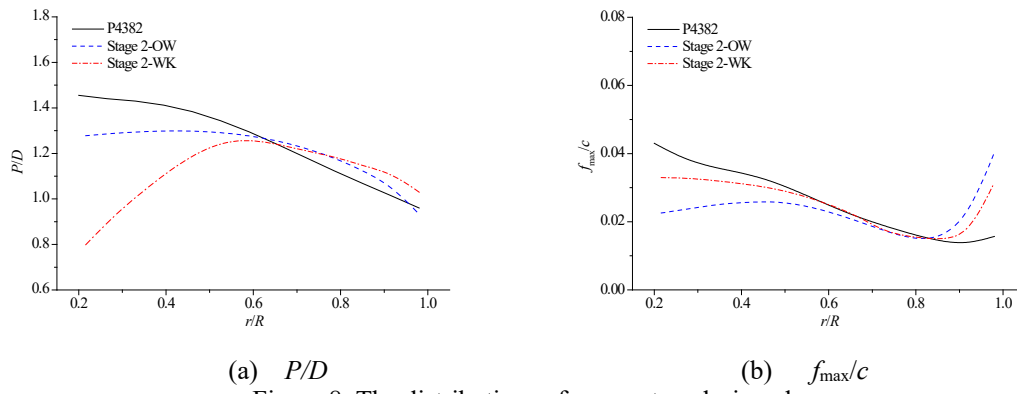 1.8
1.6
1.4
1.2
1.0
0.8
0.6
P/D
P4382
Stage 2-OW
Stage 2-WK
0.2 0.4 0.6 0.8 1.0
r/R
0.08
0.06
0.04
0.02
0.00
fmax/c
P4382
Stage 2-OW
Stage 2-WK
0.2 0.4 0.6 0.8 1.0
r/R
(a) P/D
(b) fmax/c